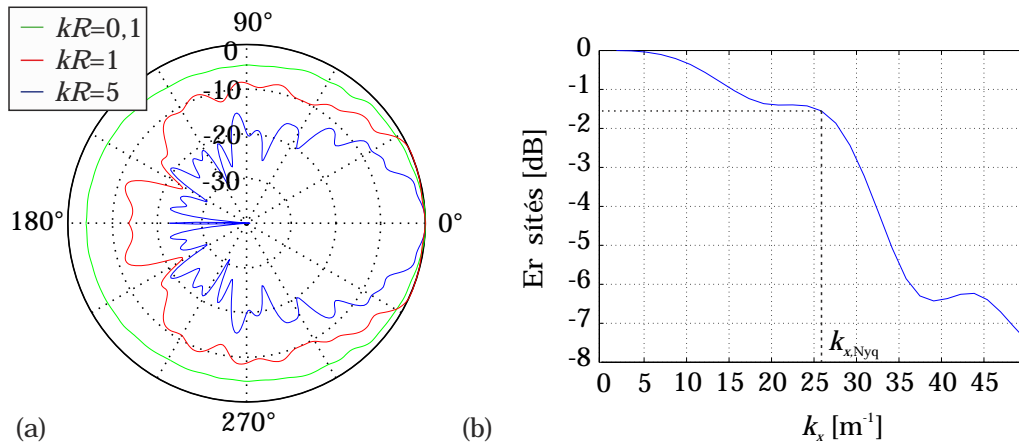 kR=0,1
kR=1
kR=5
90°
0
-10
-20
-30
180°
0°
270°
(a)
0
-1
-2
-3
-4
-5
-6
-7
-8
Er sítés [dB]
k_x,Nyq
0 5 10 15 20 25 30 35 40 45
k_x [m⁻¹]
(b)